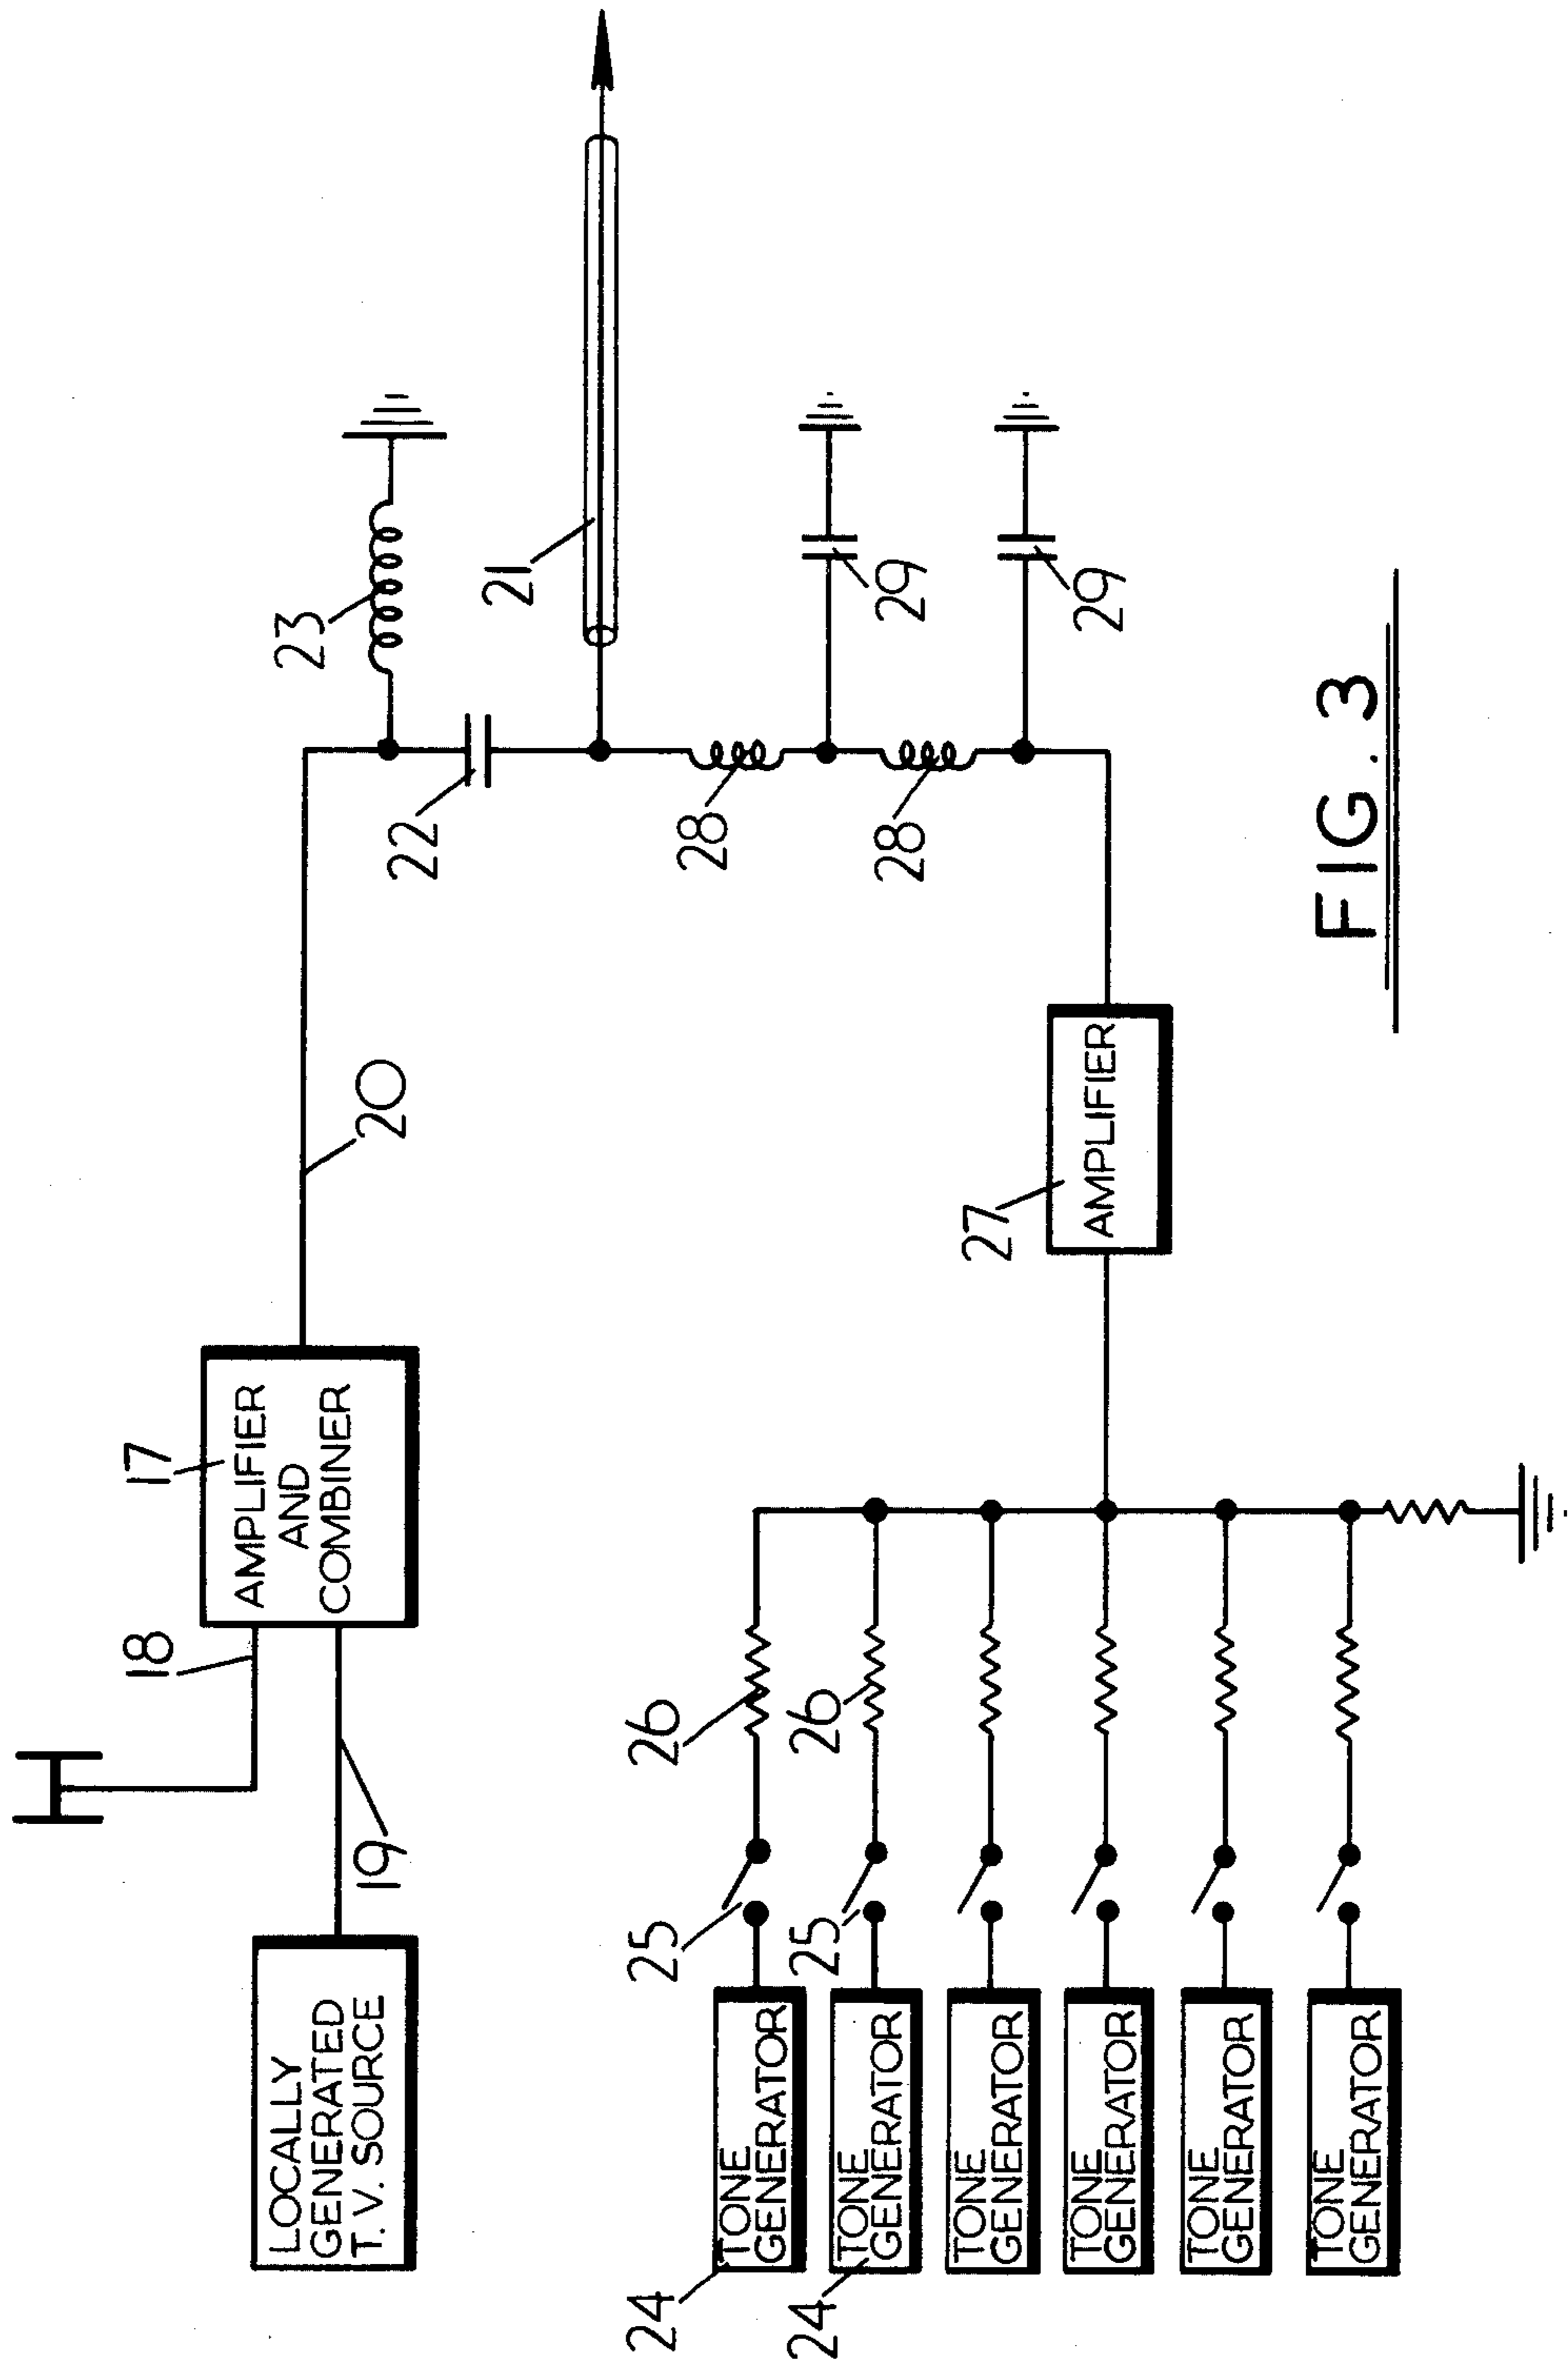 17
18
AMPLIFIER
AND
COMBINER
20
19
LOCALLY
GENERATED
T. V. SOURCE
23
22
21
28
28
29
29
24
TONE
GENERATOR
25
26
24
TONE
GENERATOR
25
26
TONE
GENERATOR
TONE
GENERATOR
TONE
GENERATOR
TONE
GENERATOR
27
AMPLIFIER
FIG. 3